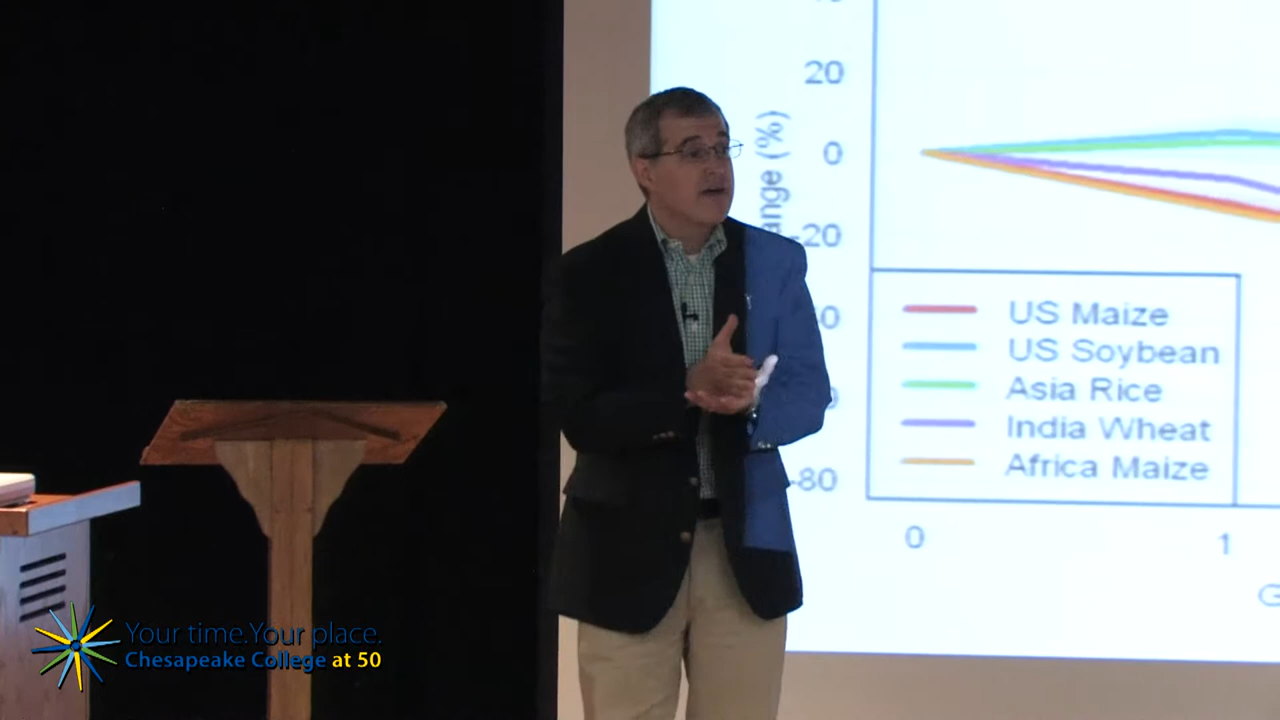 20
ange (%)
0
-20
US Maize
US Soybean
Asia Rice
India Wheat
Africa Maize
-80
0
1
G
Your time.Your place.
Chesapeake College at 50